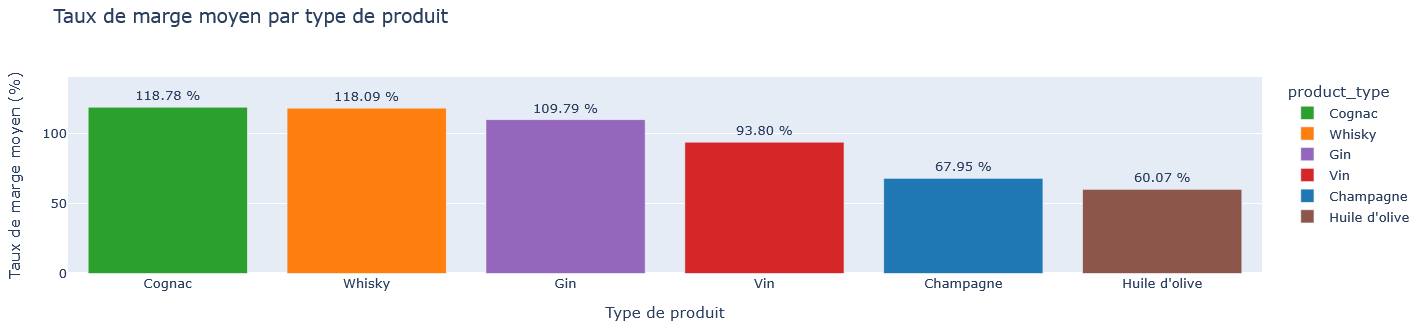 Taux de marge moyen par type de produit
Taux de marge moyen (%)
100
50
0
118.78 %
118.09 %
109.79 %
93.80 %
67.95 %
60.07 %
Cognac
Whisky
Gin
Vin
Champagne
Huile d'olive
Type de produit
product_type
Cognac
Whisky
Gin
Vin
Champagne
Huile d'olive